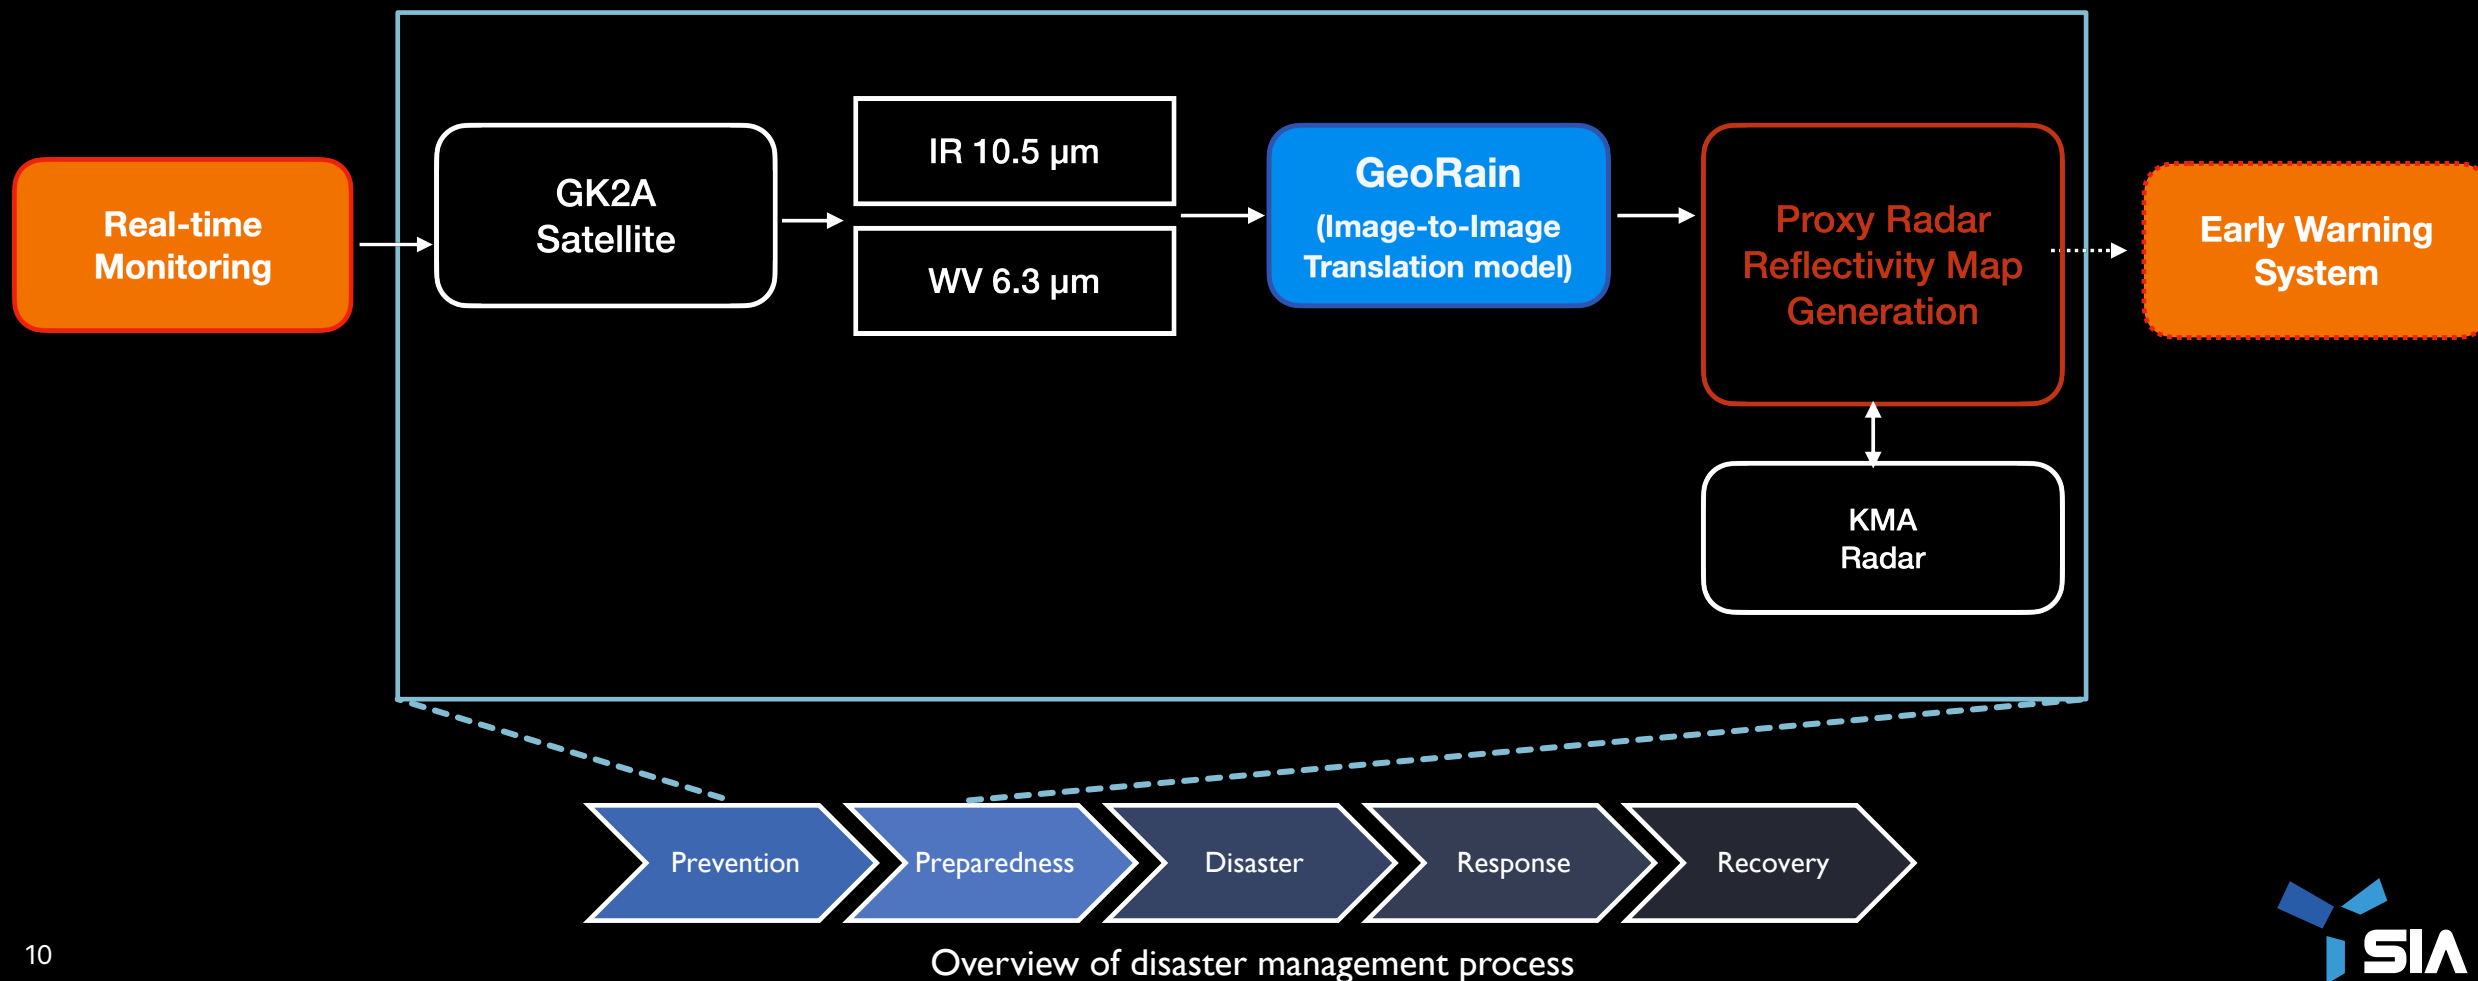 Real-time
Monitoring
GK2A
Satellite
IR 10.5 µm
WV 6.3 µm
GeoRain
(Image-to-Image
Translation model)
Proxy Radar
Reflectivity Map
Generation
KMA
Radar
Early Warning
System
Prevention
Preparedness
Disaster
Response
Recovery
Overview of disaster management process
10
SIA